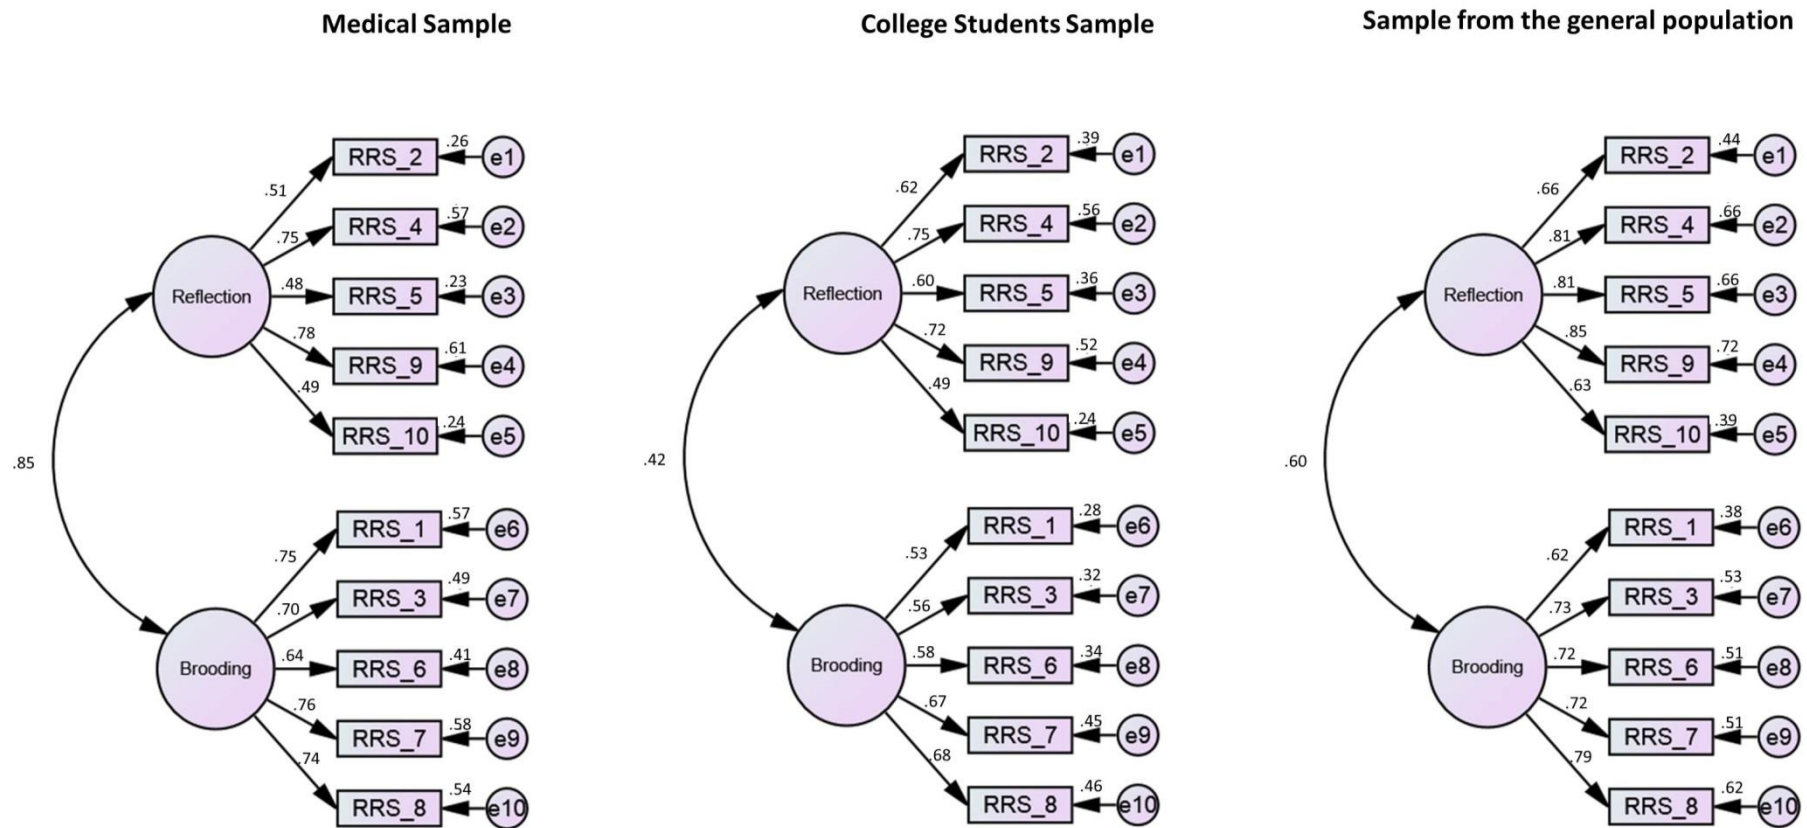 Medical Sample
College Students Sample
Sample from the general population
.26
RRS_2
e1
.51
.57
RRS_4
e2
.75
Reflection
.48
.23
RRS_5
e3
.78
.61
RRS_9
e4
.49
.24
RRS_10
e5
.85
.57
RRS_1
e6
.75
.49
RRS_3
e7
.70
Brooding
.64
.41
RRS_6
e8
.76
.58
RRS_7
e9
.74
.54
RRS_8
e10
.39
RRS_2
e1
.62
.56
RRS_4
e2
.75
Reflection
.60
.36
RRS_5
e3
.72
.52
RRS_9
e4
.49
.24
RRS_10
e5
.42
.28
RRS_1
e6
.53
.32
RRS_3
e7
.56
Brooding
.58
.34
RRS_6
e8
.67
.45
RRS_7
e9
.68
.46
RRS_8
e10
.44
RRS_2
e1
.66
.66
RRS_4
e2
.81
Reflection
.81
.66
RRS_5
e3
.85
.72
RRS_9
e4
.63
.39
RRS_10
e5
.60
.38
RRS_1
e6
.62
.53
RRS_3
e7
.73
Brooding
.72
.51
RRS_6
e8
.72
.51
RRS_7
e9
.79
.62
RRS_8
e10